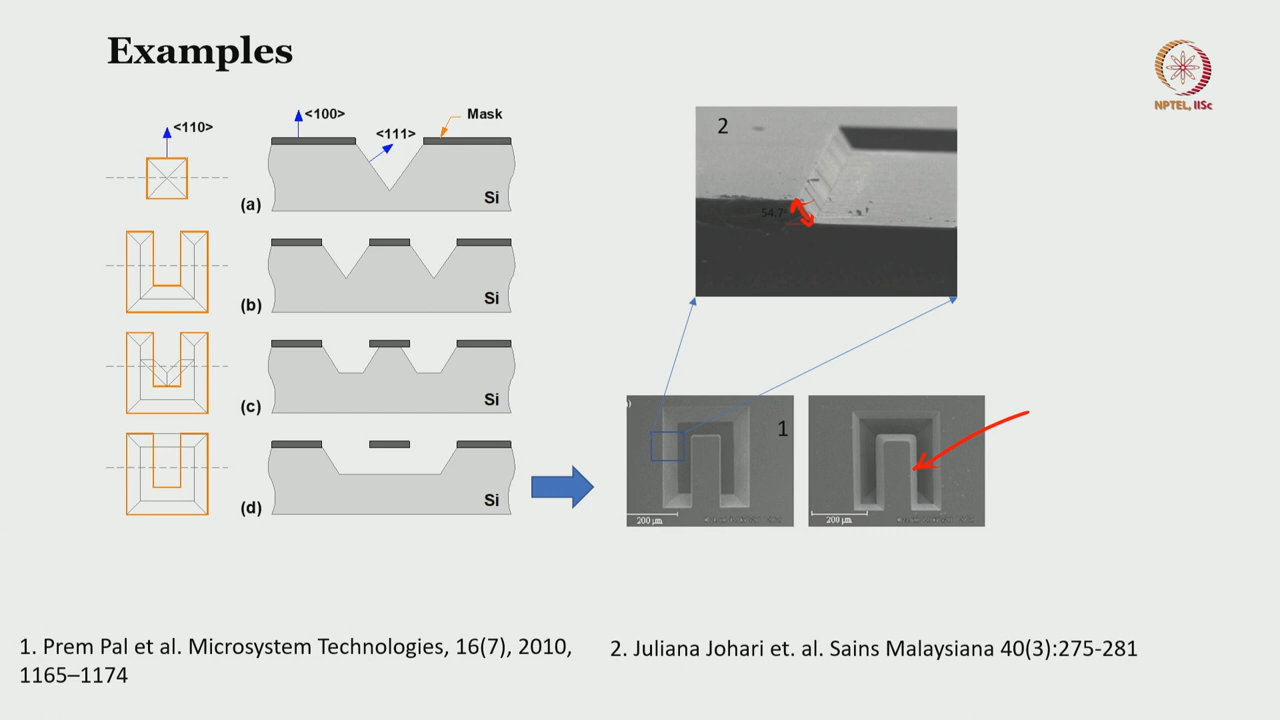 Examples
NPTEL, IISc
<110>
<100>
<111>
Mask
Si
(a)
Si
(b)
Si
(c)
Si
(d)
2
54.7
1
200 μm
200 μm
1. Prem Pal et al. Microsystem Technologies, 16(7), 2010,
1165–1174
2. Juliana Johari et. al. Sains Malaysiana 40(3):275-281